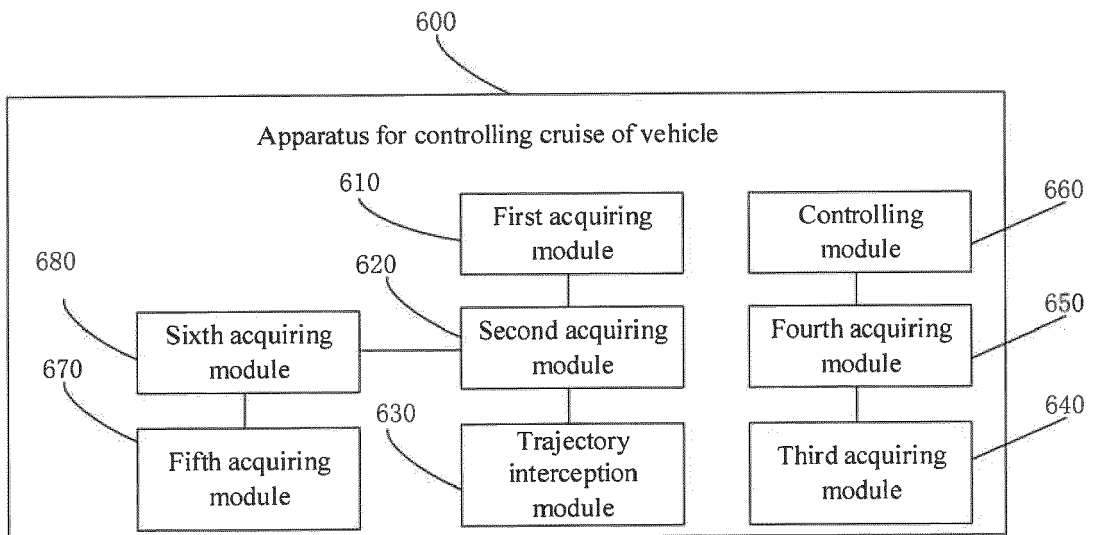 600
Apparatus for controlling cruise of vehicle
610
First acquiring
module
Controlling
module
660
680
620
Sixth acquiring
module
Second acquiring
module
Fourth acquiring
module
650
670
630
Fifth acquiring
module
Trajectory
interception
module
Third acquiring
module
640